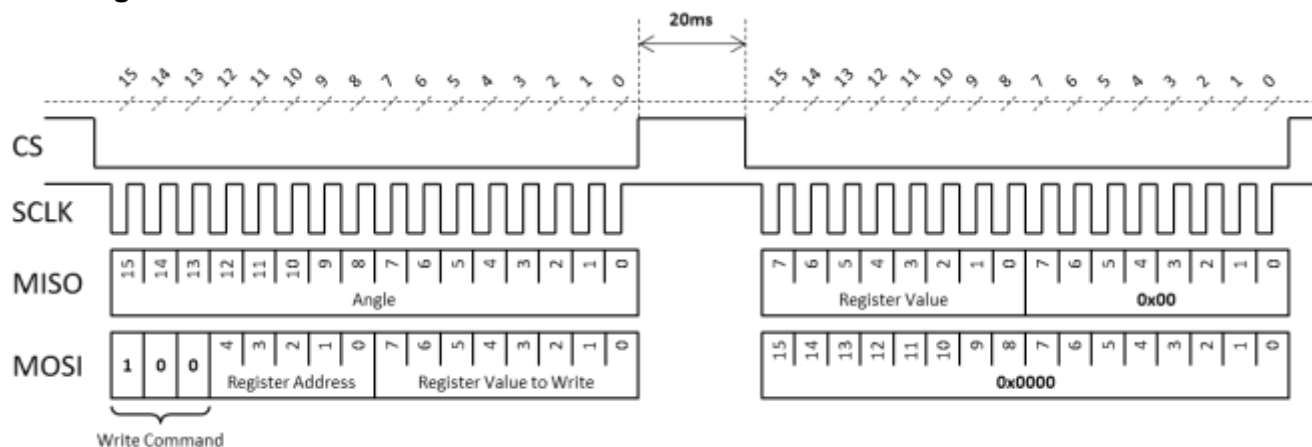 20ms
15 14 13 12 11 10 9 8 7 6 5 4 3 2 1 0 15 14 13 12 11 10 9 8 7 6 5 4 3 2 1 0
CS
SCLK
MISO 15 14 13 12 11 10 9 8 7 6 5 4 3 2 1 0 7 6 5 4 3 2 1 0 7 6 5 4 3 2 1 0
Angle Register Value 0x00
MOSI 1 0 0 4 3 2 1 0 7 6 5 4 3 2 1 0 15 14 13 12 11 10 9 8 7 6 5 4 3 2 1 0
Register Address Register Value to Write 0x0000
Write Command